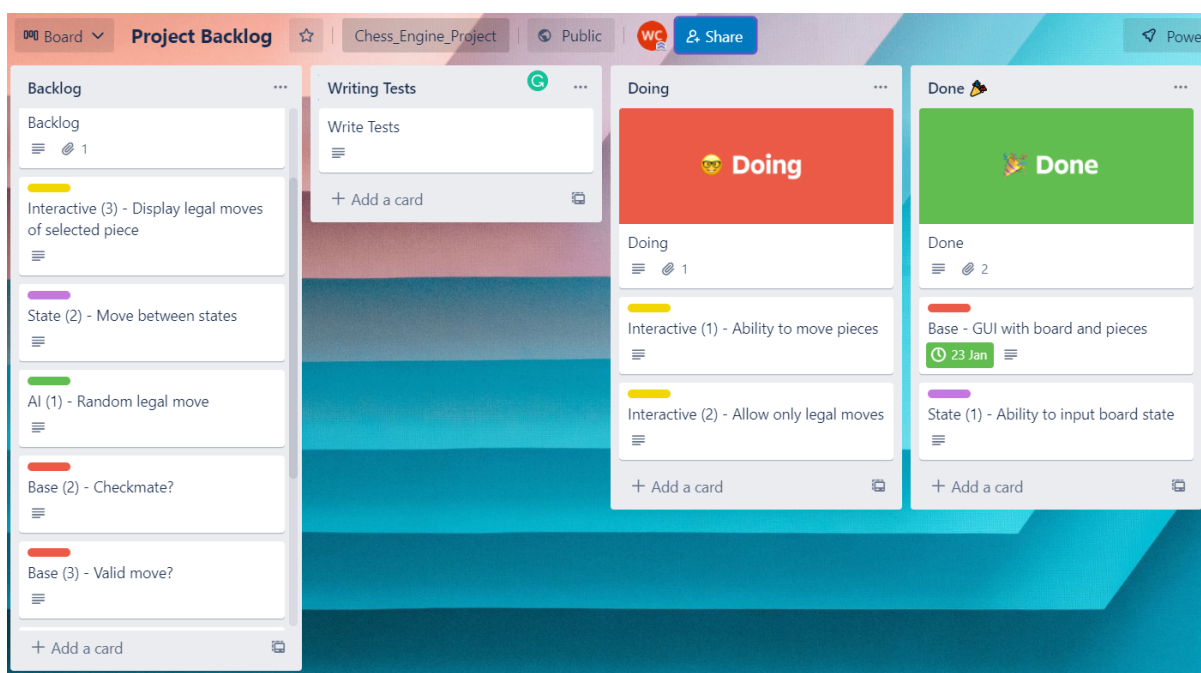 Board
Project Backlog
Chess_Engine_Project
Public
WC
Share
Powe
Backlog
Backlog
1
Interactive (3) - Display legal moves
of selected piece
State (2) - Move between states
AI (1) - Random legal move
Base (2) - Checkmate?
Base (3) - Valid move?
+ Add a card
Writing Tests
G
Write Tests
+ Add a card
Doing
Doing
Doing
1
Interactive (1) - Ability to move pieces
Interactive (2) - Allow only legal moves
+ Add a card
Done
Done
Done
2
Base - GUI with board and pieces
23 Jan
State (1) - Ability to input board state
+ Add a card